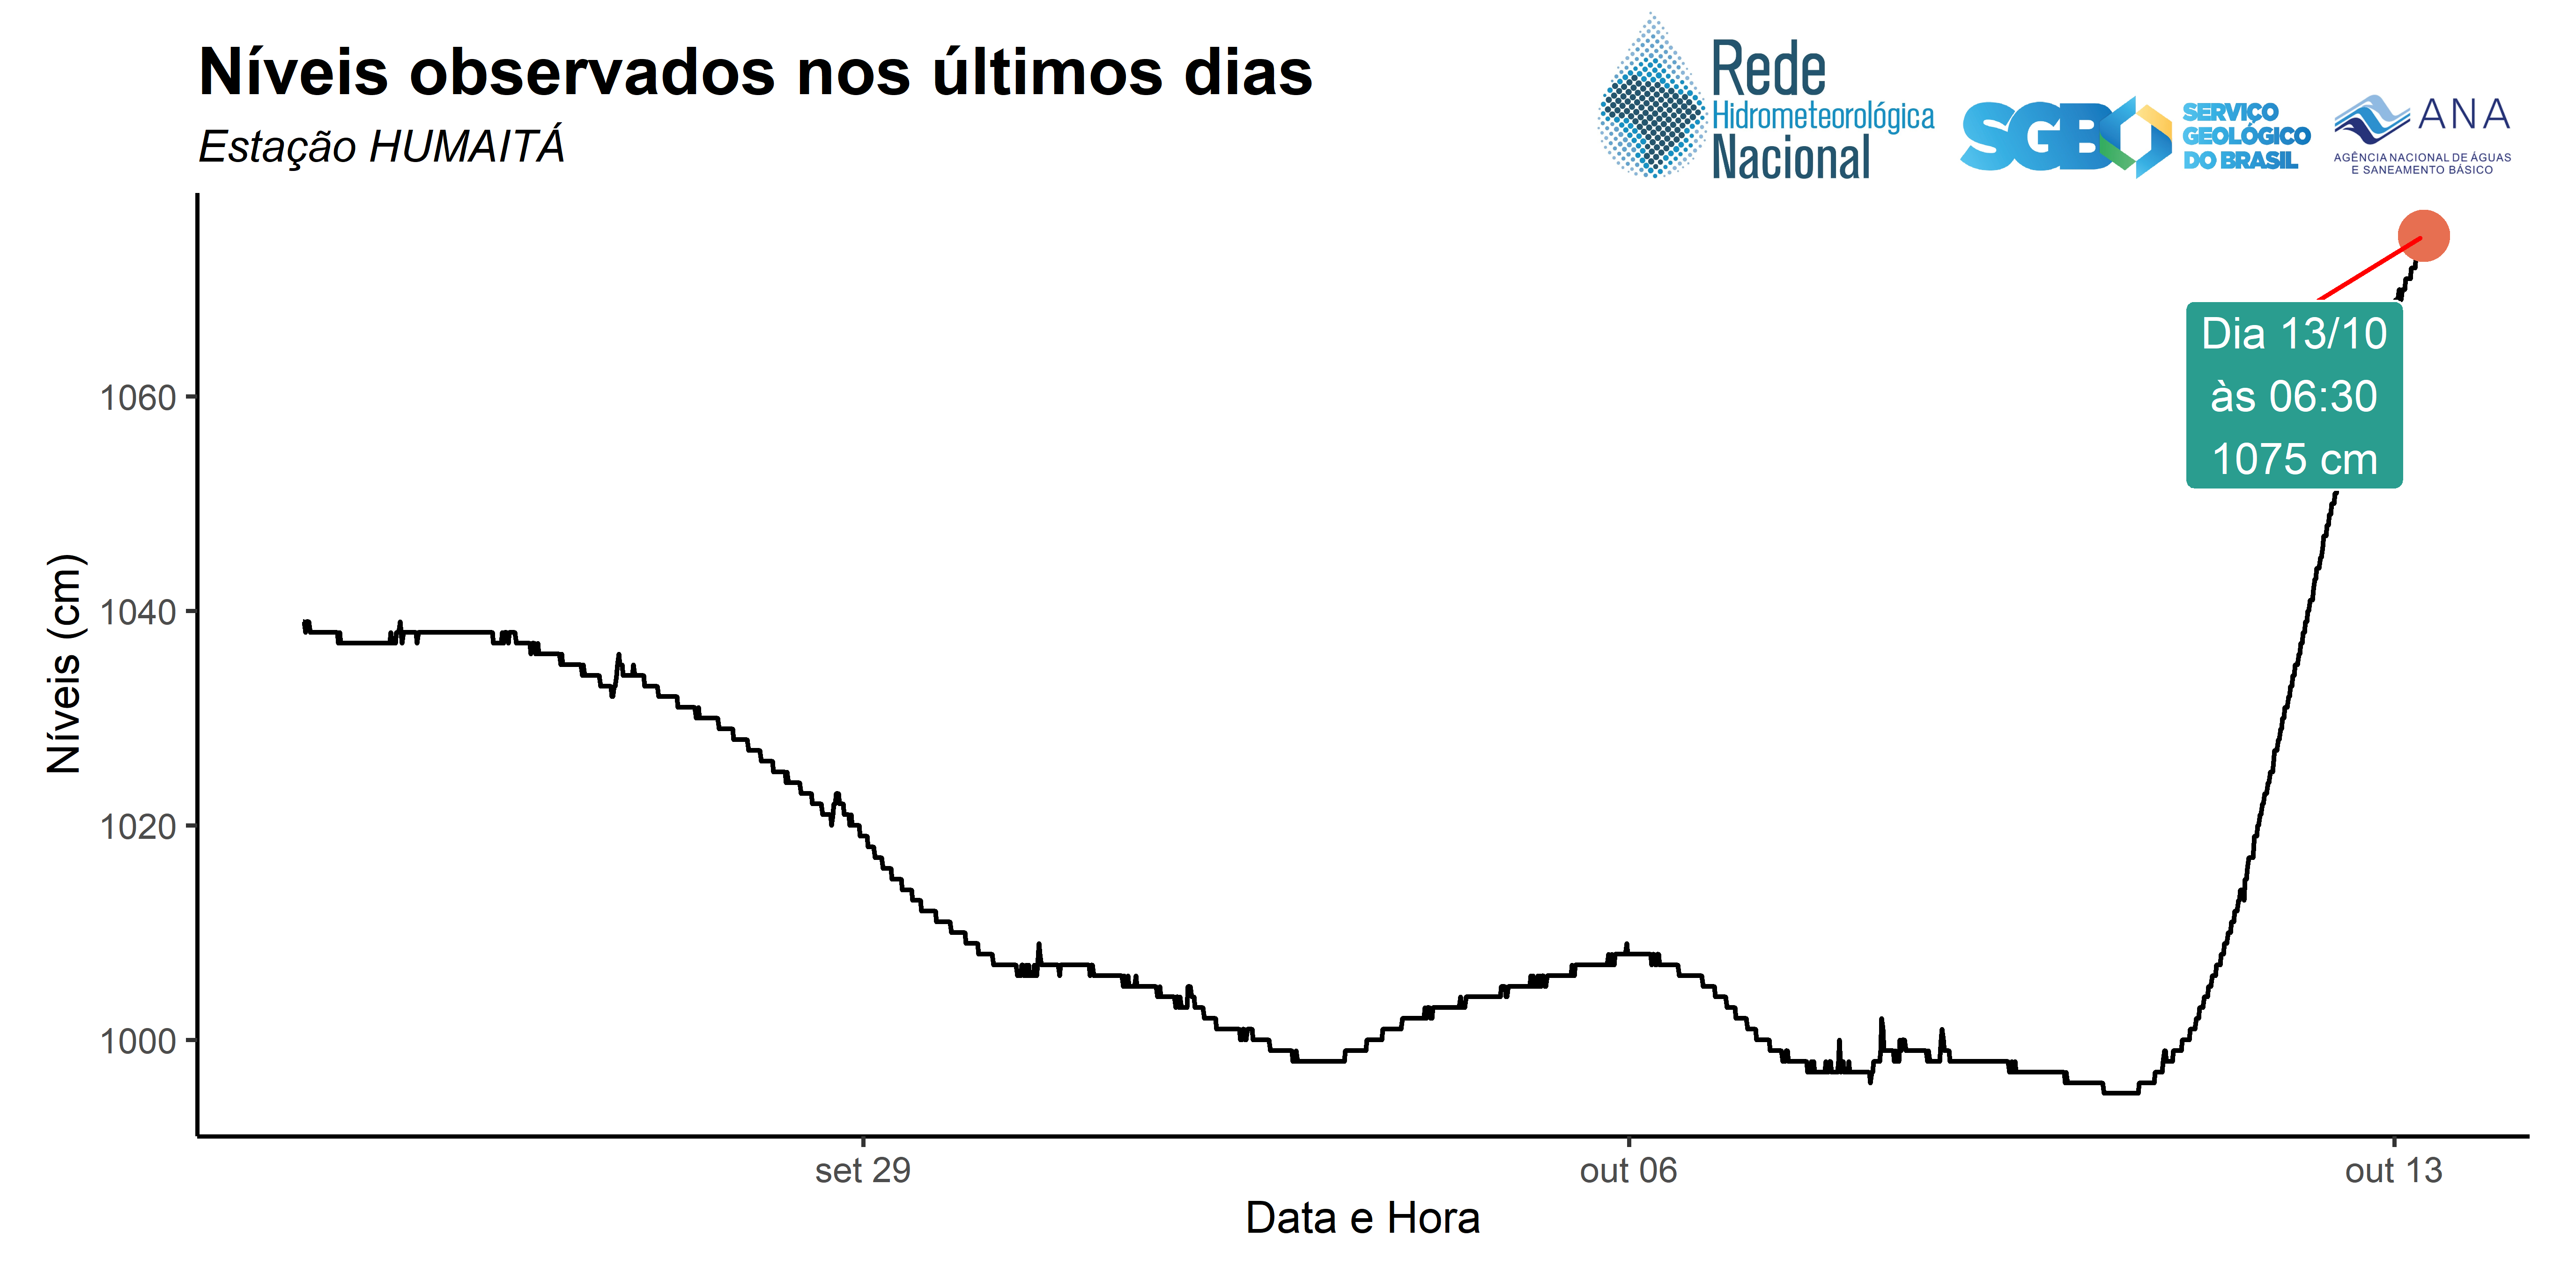 Níveis observados nos últimos dias
Estação HUMAITÁ
Rede
Hidrometeorológica
Nacional
SGB
SERVIÇO
GEOLÓGICO
DO BRASIL
ANA
AGÊNCIA NACIONAL DE ÁGUAS
E SANEAMENTO BÁSICO
Dia 13/10
às 06:30
1075 cm
Níveis (cm)
1060
1040
1020
1000
set 29
out 06
out 13
Data e Hora